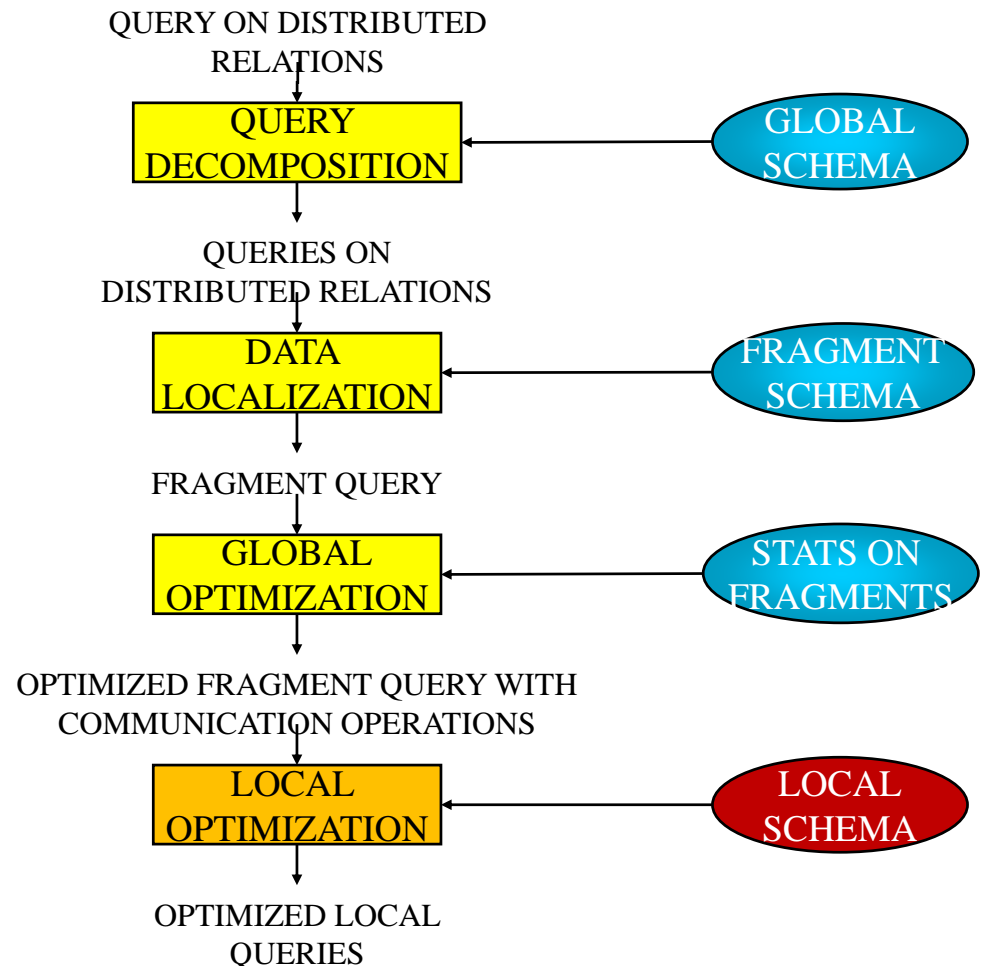 QUERY ON DISTRIBUTED
RELATIONS
QUERY
DECOMPOSITION
GLOBAL
SCHEMA
QUERIES ON
DISTRIBUTED RELATIONS
DATA
LOCALIZATION
FRAGMENT
SCHEMA
FRAGMENT QUERY
GLOBAL
OPTIMIZATION
STATS ON
FRAGMENTS
OPTIMIZED FRAGMENT QUERY WITH
COMMUNICATION OPERATIONS
LOCAL
OPTIMIZATION
LOCAL
SCHEMA
OPTIMIZED LOCAL
QUERIES